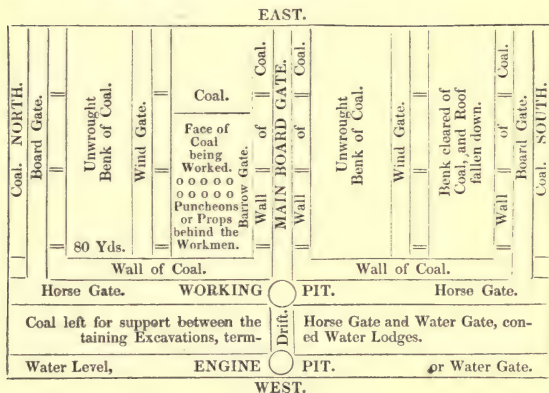 EAST.
Coal. NORTH.
Board Gate.
Unwrought
Benk of Coal.
80 Yds.
Wind Gate.
Coal.
Face of
Coal
being
Worked.
o o o o o
o o o o o
Puncheons
or Props
behind the
Workmen.
Barrow Gate.
Wall of Coal.
MAIN BOARD GATE.
Wall of Coal.
Unwrought
Benk of Coal.
Wind Gate.
Benk cleared of
Coal, and Roof
fallen down.
Wall of Coal.
Board Gate.
Coal. SOUTH.
Wall of Coal. Wall of Coal.
Horse Gate. WORKING PIT. Horse Gate.
Coal left for support between the
taining Excavations, term-
Drift.
Horse Gate and Water Gate, con-
ed Water Lodges.
Water Level, ENGINE PIT. or Water Gate.
WEST.